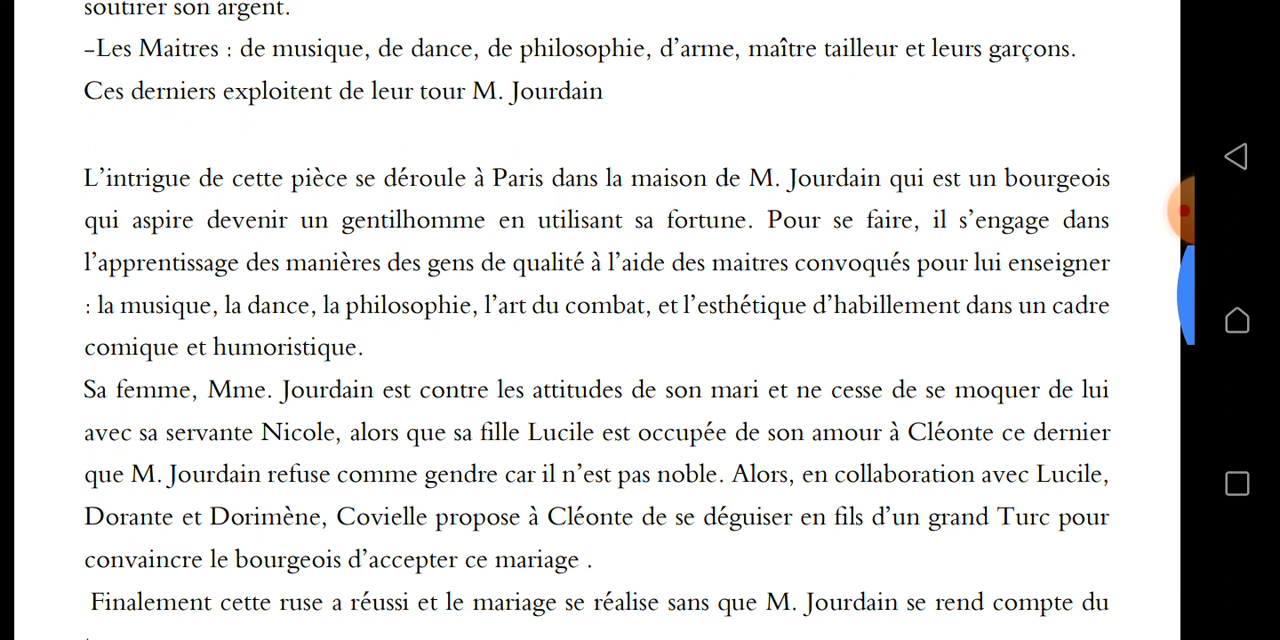 soutirer son argent.
-Les Maitres : de musique, de dance, de philosophie, d’arme, maître tailleur et leurs garçons.
Ces derniers exploitent de leur tour M. Jourdain
L’intrigue de cette pièce se déroule à Paris dans la maison de M. Jourdain qui est un bourgeois
qui aspire devenir un gentilhomme en utilisant sa fortune. Pour se faire, il s’engage dans
l’apprentissage des manières des gens de qualité à l’aide des maitres convoqués pour lui enseigner
: la musique, la dance, la philosophie, l’art du combat, et l’esthétique d’habillement dans un cadre
comique et humoristique.
Sa femme, Mme. Jourdain est contre les attitudes de son mari et ne cesse de se moquer de lui
avec sa servante Nicole, alors que sa fille Lucile est occupée de son amour à Cléonte ce dernier
que M. Jourdain refuse comme gendre car il n’est pas noble. Alors, en collaboration avec Lucile,
Dorante et Dorimène, Covielle propose à Cléonte de se déguiser en fils d’un grand Turc pour
convaincre le bourgeois d’accepter ce mariage .
Finalement cette ruse a réussi et le mariage se réalise sans que M. Jourdain se rend compte du